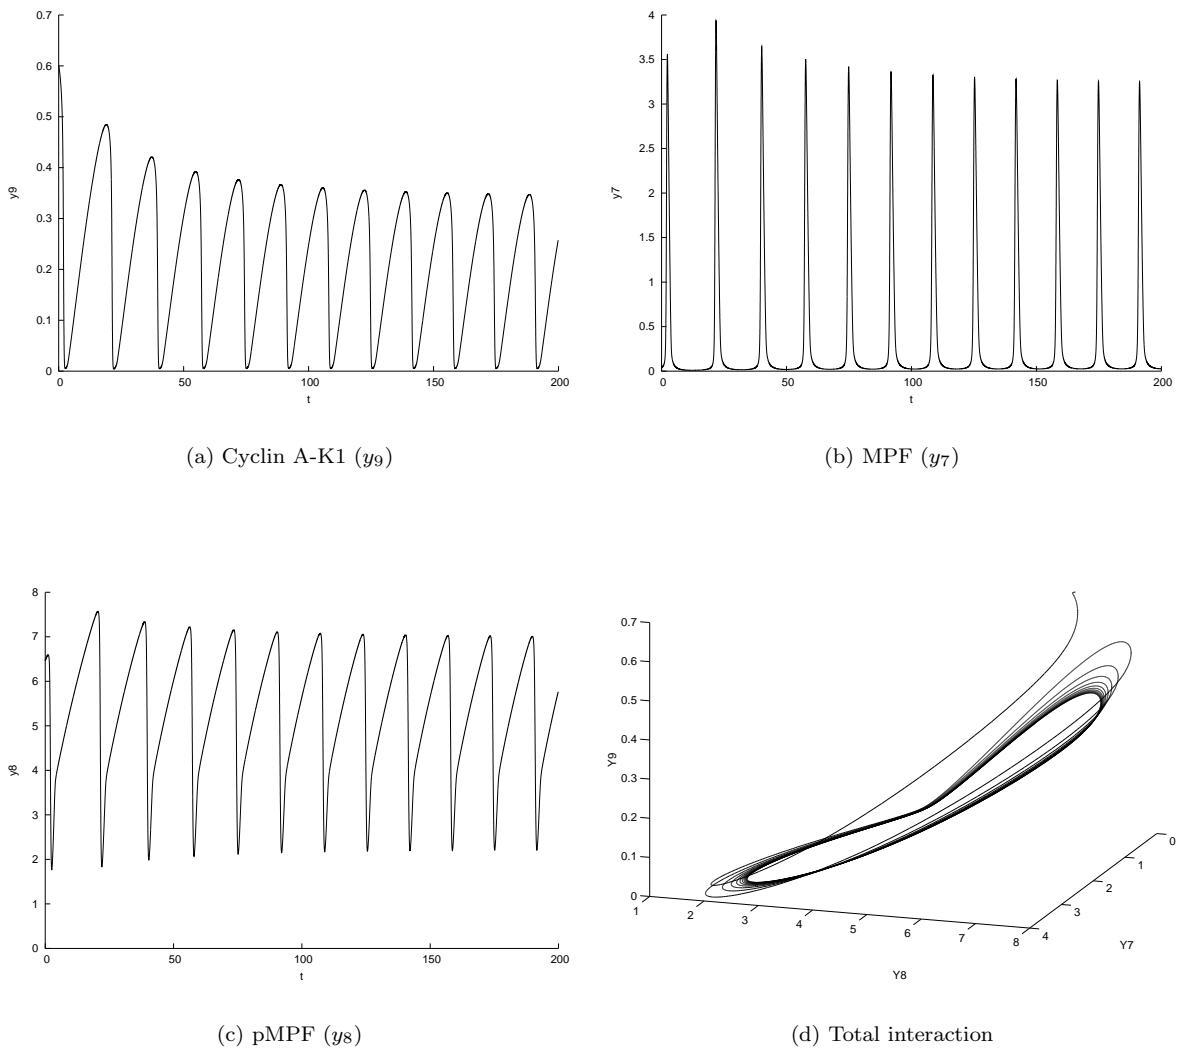 0.7
0.6
0.5
0.4
0.3
0.2
0.1
0
y9
0 50 100 150 200
t
(a) Cyclin A-K1 (y9)
4
3.5
3
2.5
2
1.5
1
0.5
0
y7
0 50 100 150 200
t
(b) MPF (y7)
8
7
6
5
4
3
2
1
0
y8
0 50 100 150 200
t
(c) pMPF (y8)
0.7
0.6
0.5
0.4
0.3
0.2
0.1
0
Y9
1 2 3 4 5 6 7 8
Y8
0
1
2
3
4
Y7
(d) Total interaction